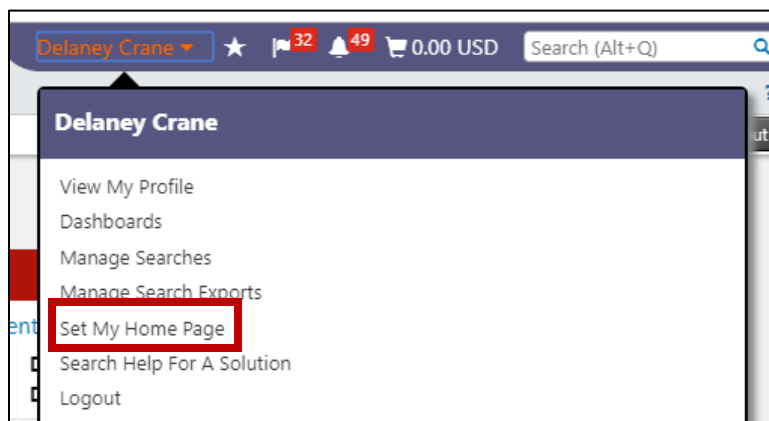 Delaney Crane
32
49
0.00 USD
Search (Alt+Q)
Delaney Crane
View My Profile
Dashboards
Manage Searches
Manage Search Exports
Set My Home Page
Search Help For A Solution
Logout